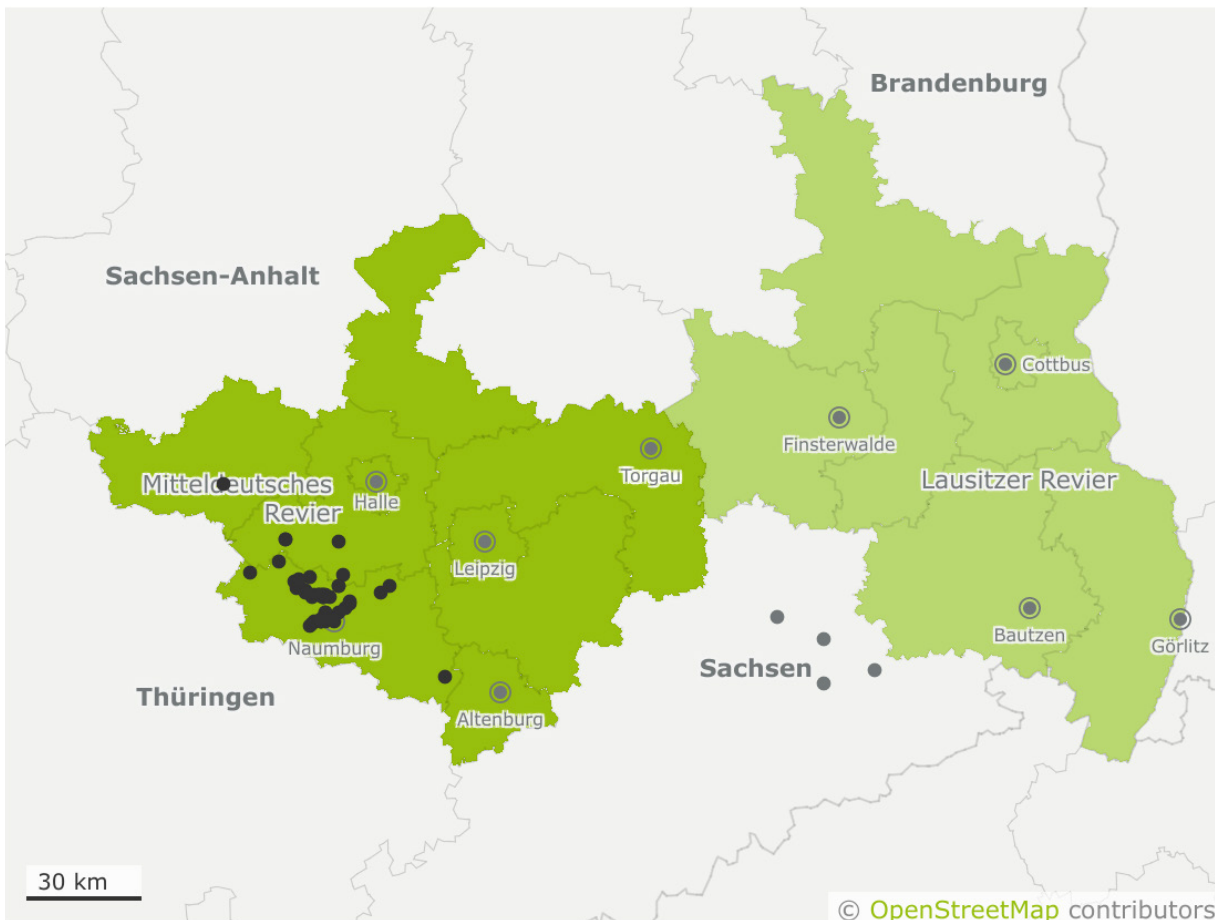 Brandenburg
Sachsen-Anhalt
Cottbus
Finsterwalde
Torgau
Mitteldeutsches
Revier
Halle
Lausitzer Revier
Leipzig
Bautzen
Görlitz
Naumburg
Sachsen
Thüringen
Altenburg
30 km
© OpenStreetMap contributors